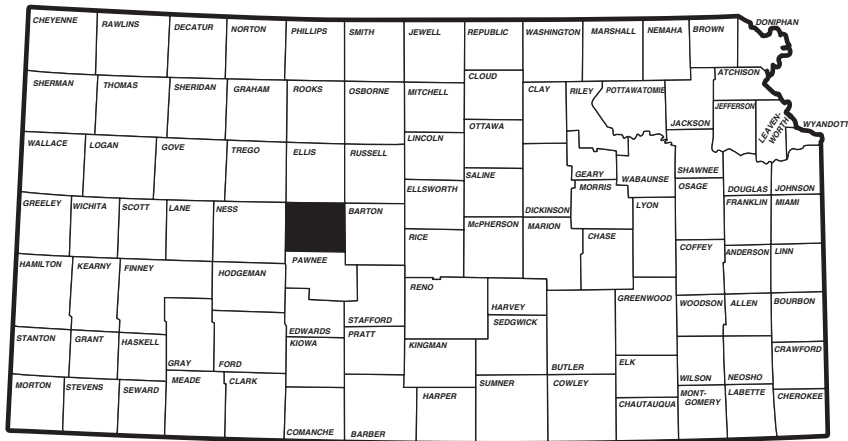 CHEYENNE
RAWLINS
DECATUR
NORTON
PHILLIPS
SMITH
JEWELL
REPUBLIC
WASHINGTON
MARSHALL
NEMAHA
BROWN
DONIPHAN
SHERMAN
THOMAS
SHERIDAN
GRAHAM
ROOKS
OSBORNE
MITCHELL
CLOUD
CLAY
RILEY
POTTAWATOMIE
JACKSON
ATCHISON
JEFFERSON
LEAVEN-
WORTH
WYANDOTT
WALLACE
LOGAN
GOVE
TREGO
ELLIS
RUSSELL
LINCOLN
OTTAWA
SALINE
ELLSWORTH
DICKINSON
GEARY
MORRIS
WABAUNSE
SHAWNEE
OSAGE
DOUGLAS
JOHNSON
GREELEY
WICHITA
SCOTT
LANE
NESS
BARTON
RICE
McPHERSON
MARION
CHASE
LYON
COFFEY
FRANKLIN
MIAMI
ANDERSON
LINN
HAMILTON
KEARNY
FINNEY
HODGEMAN
PAWNEE
STAFFORD
RENO
HARVEY
SEDGWICK
BUTLER
GREENWOOD
WOODSON
ALLEN
BOURBON
STANTON
GRANT
HASKELL
GRAY
FORD
EDWARDS
KIOWA
PRATT
KINGMAN
ELK
WILSON
NEOSHO
CRAWFORD
MORTON
STEVENS
SEWARD
MEADE
CLARK
COMANCHE
BARBER
HARPER
SUMNER
COWLEY
CHAUTAUQUA
MONT-
GOMERY
LABETTE
CHEROKEE